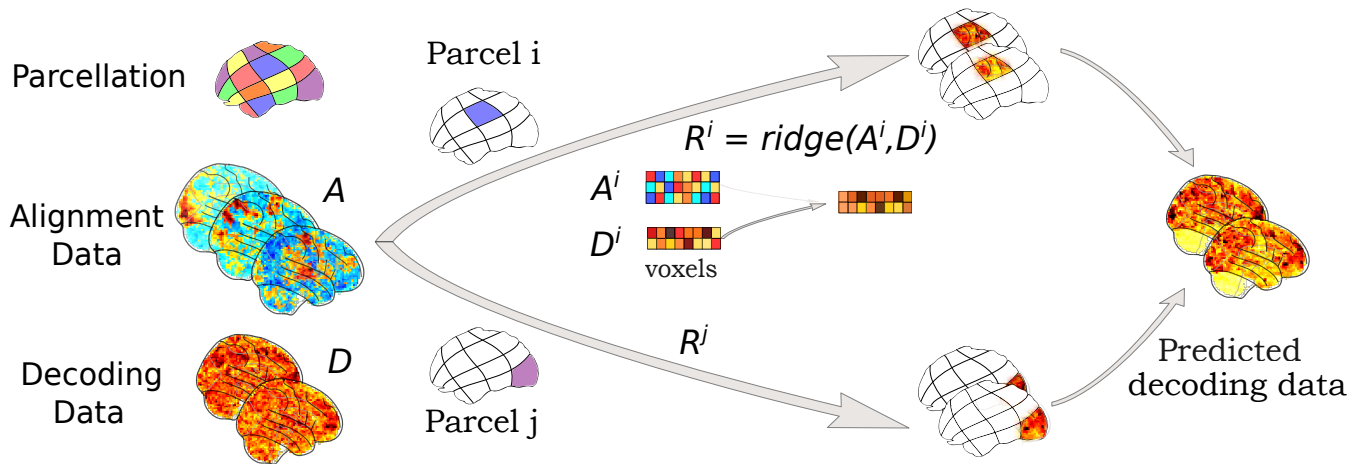 Parcellation
Parcel i
Alignment
Data
A
R^i = ridge(A^i,D^i)
A^i
D^i
voxels
Decoding
Data
D
Parcel j
R^j
Predicted
decoding data